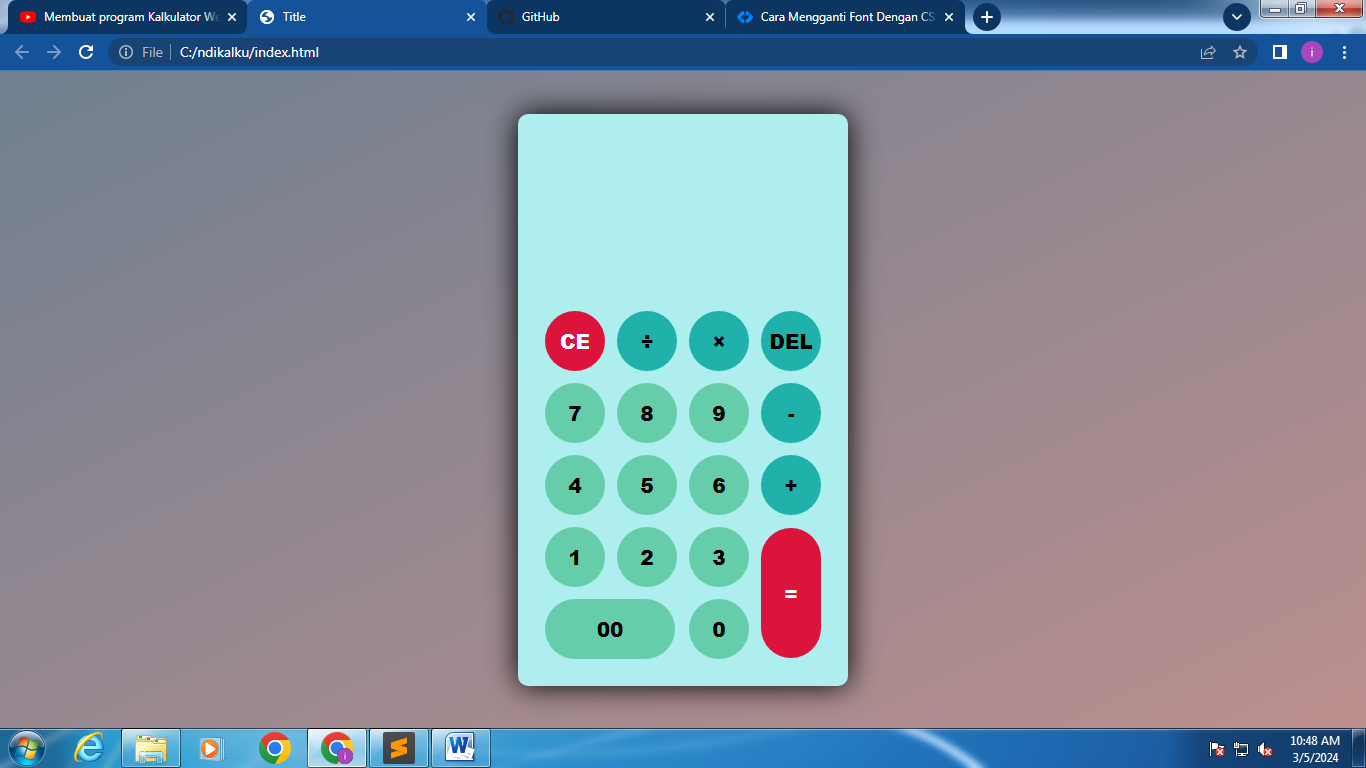 Membuat program Kalkulator We
Title
GitHub
Cara Mengganti Font Dengan CS
File
C:/ndikalku/index.html
i
CE ÷ × DEL
7 8 9 -
4 5 6 +
1 2 3
=
00 0
i
10:48 AM
3/5/2024